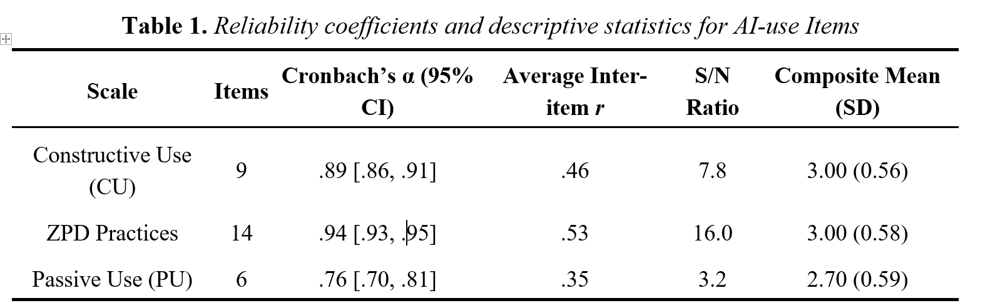 Table 1. Reliability coefficients and descriptive statistics for AI-use Items
Scale Items Cronbach’s α (95% CI) Average Inter-item r S/N Ratio Composite Mean (SD)
Constructive Use (CU) 9 .89 [.86, .91] .46 7.8 3.00 (0.56)
ZPD Practices 14 .94 [.93, .95] .53 16.0 3.00 (0.58)
Passive Use (PU) 6 .76 [.70, .81] .35 3.2 2.70 (0.59)